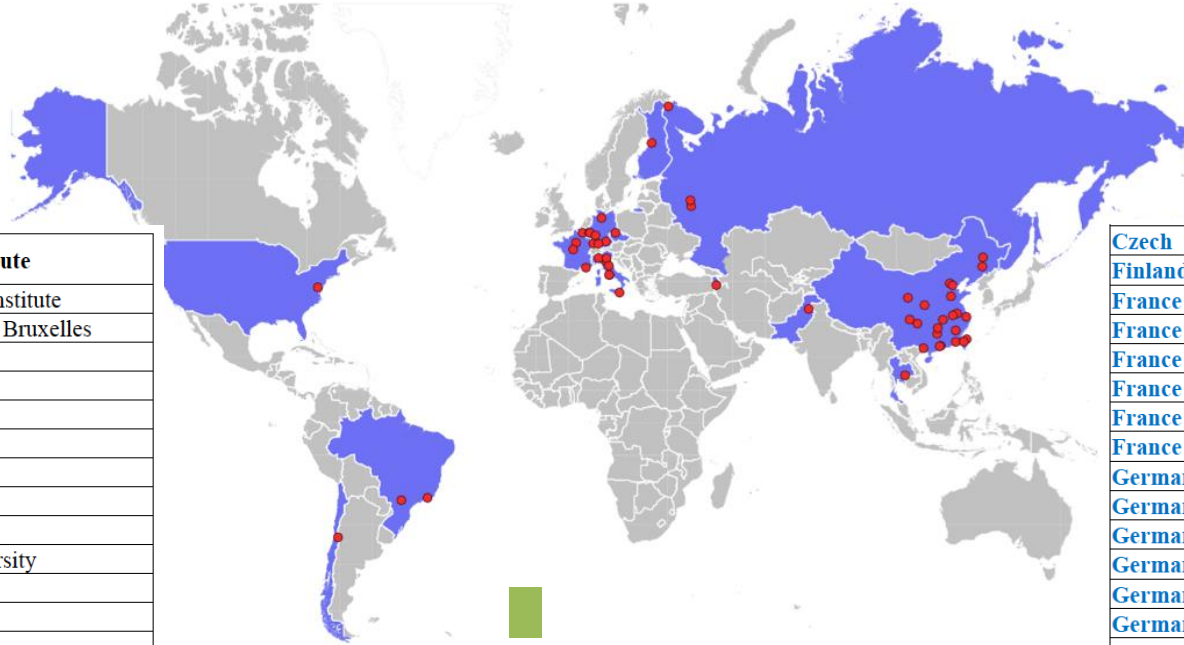 ute
nstitute
Bruxelles
rsity
Czech
Finland
France
France
France
France
France
France
German
German
German
German
German
German